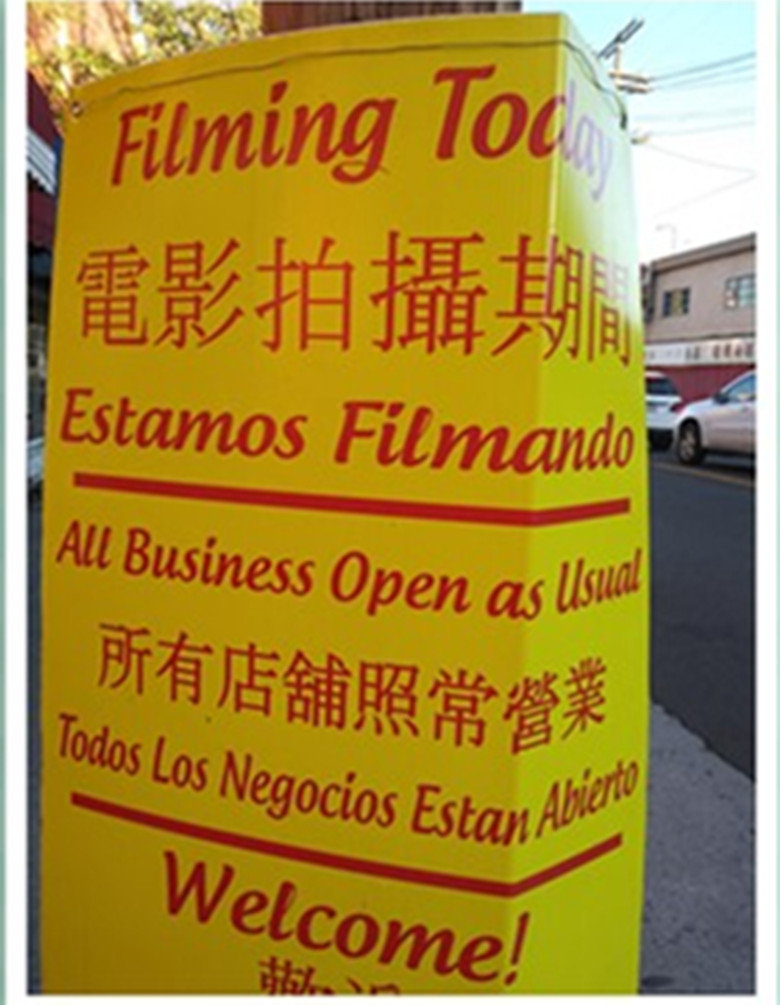 Filming Today
電影拍攝期間
Estamos Filmando
All Business Open as Usual
所有店舖照常營業
Todos Los Negocios Estan Abierto
Welcome!